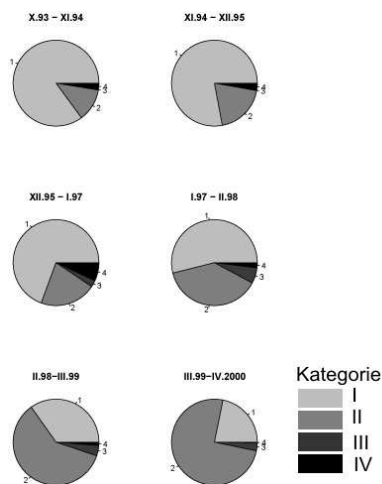 X.93 – XI.94
XI.94 – XII.95
1
4
3
2
1
4
3
2
XII.95 – I.97
I.97 – II.98
1
4
3
2
1
4
3
2
II.98–III.99
III.99–IV.2000
1
4
3
2
1
4
3
2
Kategorie
I
II
III
IV